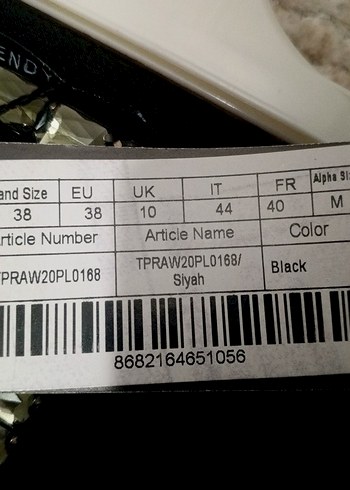 END
and Size EU UK IT FR Alpha Si
38 38 10 44 40 M
rticle Number Article Name Color
TPRAW20PL0168 TPRAW20PL0168/ Siyah Black
8682164651056